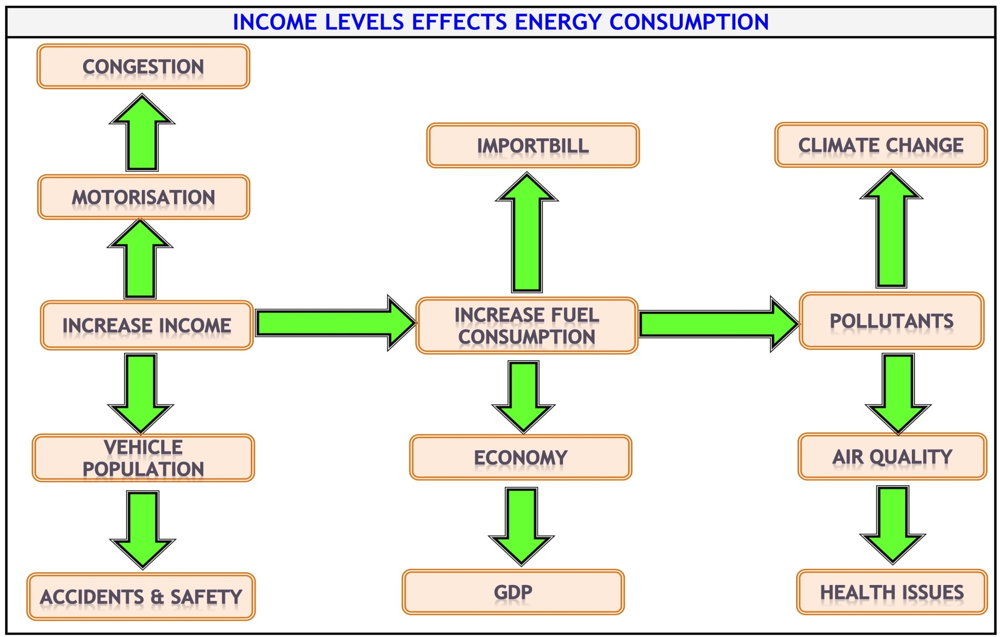 INCOME LEVELS EFFECTS ENERGY CONSUMPTION
CONGESTION
MOTORISATION
INCREASE INCOME
VEHICLE
POPULATION
ACCIDENTS & SAFETY
IMPORTBILL
INCREASE FUEL
CONSUMPTION
ECONOMY
GDP
CLIMATE CHANGE
POLLUTANTS
AIR QUALITY
HEALTH ISSUES